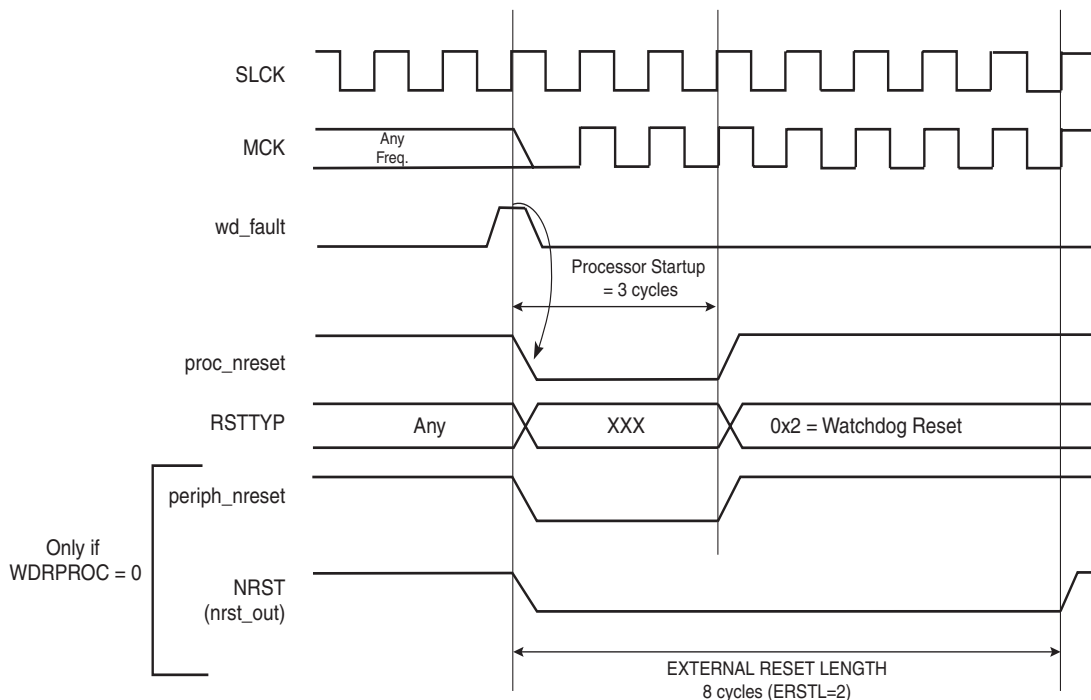 SLCK
MCK
Any
Freq.
wd_fault
Processor Startup
= 3 cycles
proc_nreset
RSTTYP
Any
XXX
0x2 = Watchdog Reset
periph_nreset
Only if
WDRPROC = 0
NRST
(nrst_out)
EXTERNAL RESET LENGTH
8 cycles (ERSTL=2)